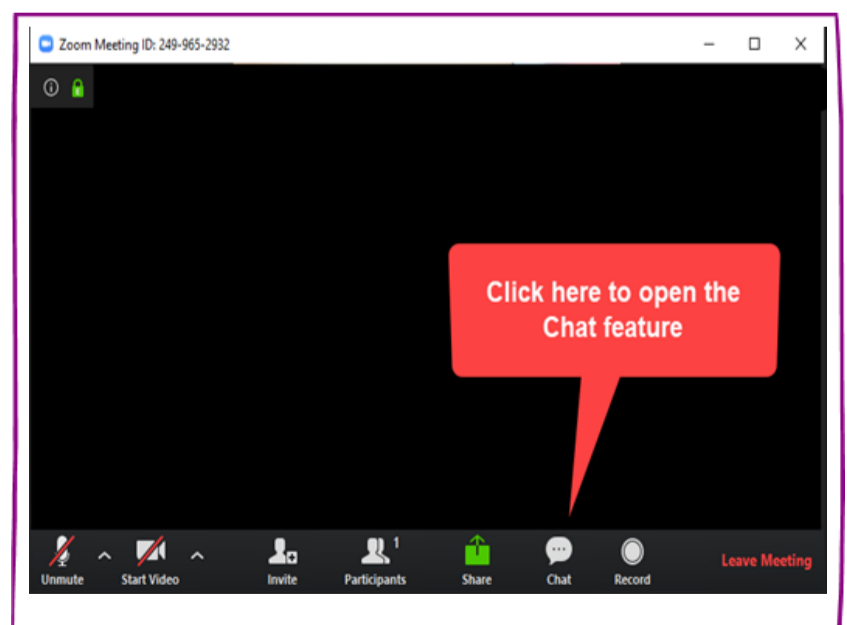 Zoom Meeting ID: 249-965-2932
Click here to open the
Chat feature
1
Unmute Start Video Invite Participants Share Chat Record Leave Meeting